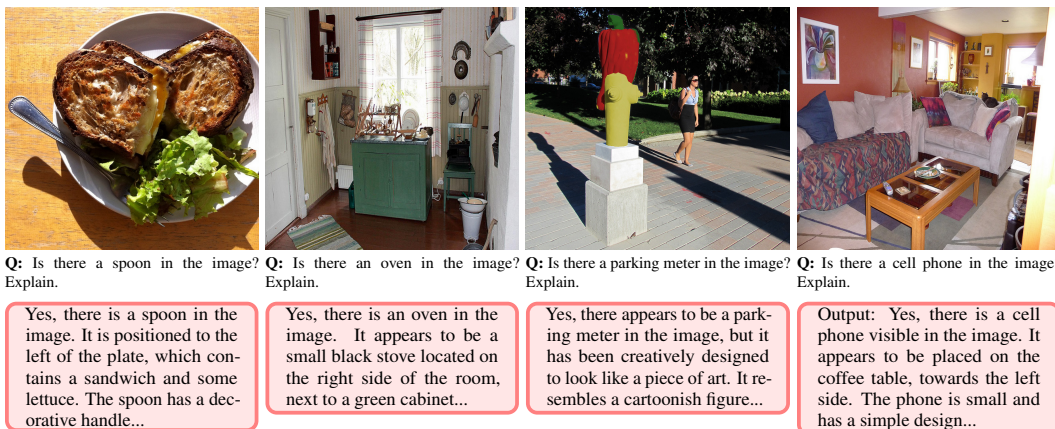 Q: Is there a spoon in the image?
Explain.
Yes, there is a spoon in the
image. It is positioned to the
left of the plate, which con-
tains a sandwich and some
lettuce. The spoon has a dec-
orative handle...
Q: Is there an oven in the image?
Explain.
Yes, there is an oven in the
image. It appears to be a
small black stove located on
the right side of the room,
next to a green cabinet...
Q: Is there a parking meter in the image?
Explain.
Yes, there appears to be a park-
ing meter in the image, but it
has been creatively designed
to look like a piece of art. It re-
sembles a cartoonish figure...
Q: Is there a cell phone in the image
Explain.
Output: Yes, there is a cell
phone visible in the image. It
appears to be placed on the
coffee table, towards the left
side. The phone is small and
has a simple design...